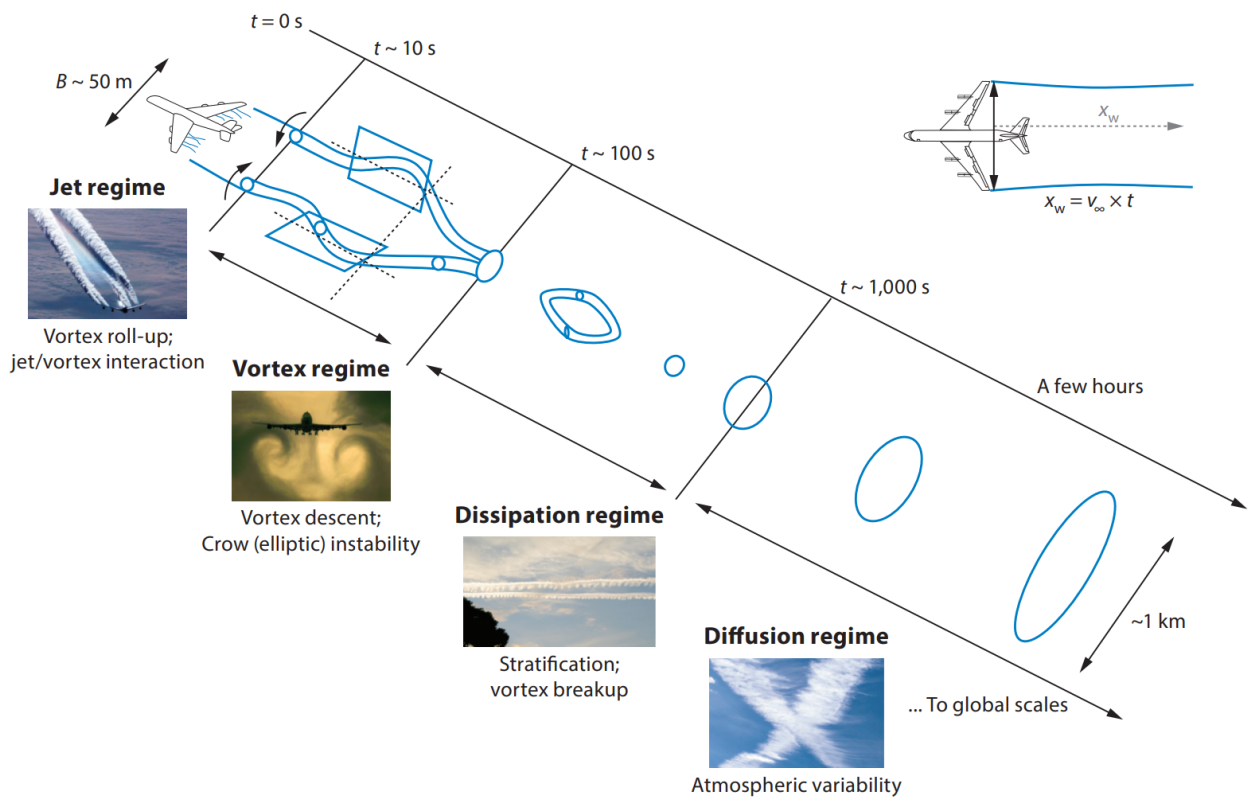 t = 0 s
t ~ 10 s
B ~ 50 m
t ~ 100 s
x_w
x_w = v_∞ × t
Jet regime
Vortex roll-up;
jet/vortex interaction
t ~ 1,000 s
Vortex regime
Vortex descent;
Crow (elliptic) instability
A few hours
Dissipation regime
Stratification;
vortex breakup
~1 km
Diffusion regime
... To global scales
Atmospheric variability